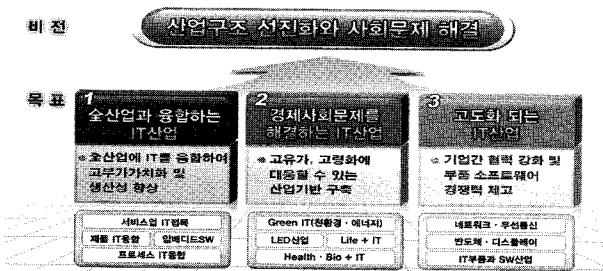 비 전
산업구조 선진화와 사회문제 해결
목 표
1
全산업과 융합하는
IT산업
全산업에 IT를 융합하여
고부가가치화 및
생산성 향상
서비스업 IT접목
제품 IT융합 임베디드SW
프로세스 IT융합
2
경제사회문제를
해결하는 IT산업
고유가, 고령화에
대응할 수 있는
산업기반 구축
Green IT(친환경·에너지)
LED산업 Life + IT
Health · Bio + IT
3
고도화 되는
IT산업
기업간 협력 강화 및
부품 소프트웨어
경쟁력 제고
네트워크 · 무선통신
반도체 · 디스플레이
IT부품과 SW산업